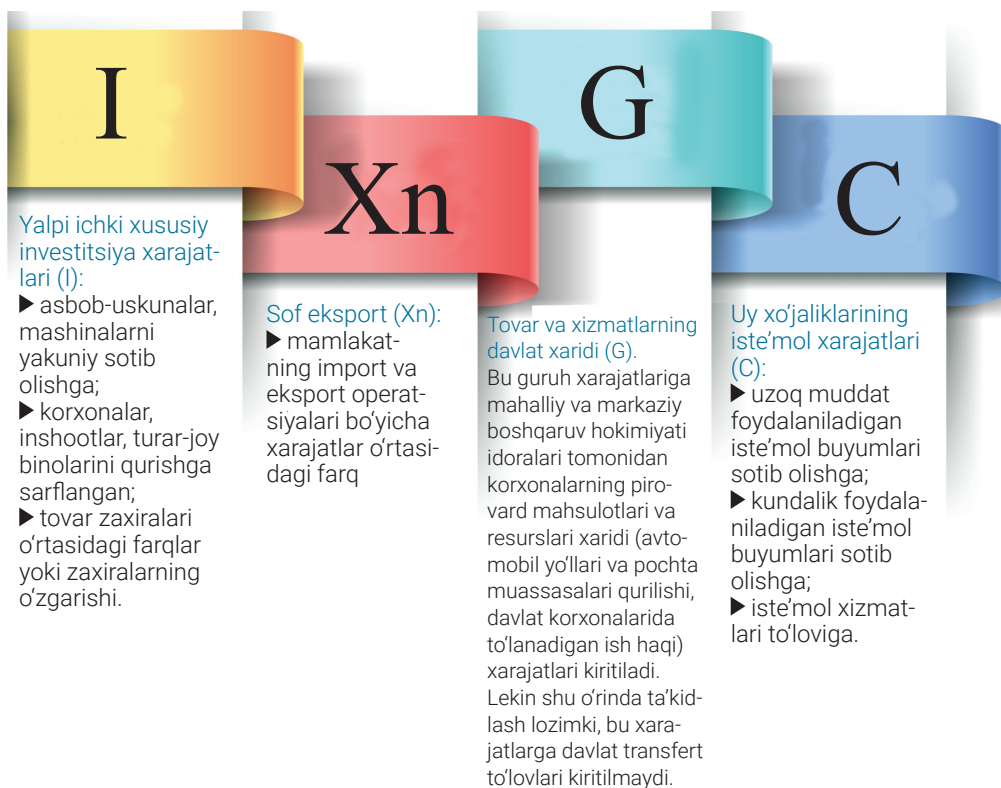 I
Yalpi ichki xususiy
investitsiya xarajat-
lari (I):
▶ asbob-uskunalar,
mashinalarni
yakuniy sotib
olishga;
▶ korxonalar,
inshootlar, turar-joy
binolarini qurishga
sarflangan;
▶ tovar zaxiralari
o‘rtasidagi farqlar
yoki zaxiralarning
o‘zgarishi.
Xn
Sof eksport (Xn):
▶ mamlakat-
ning import va
eksport operat-
siyalari bo‘yicha
xarajatlar o‘rtasi-
dagi farq
G
Tovar va xizmatlarning
davlat xaridi (G).
Bu guruh xarajatlariga
mahalliy va markaziy
boshqaruv hokimiyati
idoralari tomonidan
korxonalarning piro-
vard mahsulotlari va
resurslari xaridi (avto-
mobil yo‘llari va pochta
muassasalari qurilishi,
davlat korxonalarida
to‘lanadigan ish haqi)
xarajatlari kiritiladi.
Lekin shu o‘rinda ta’kid-
lash lozimki, bu xara-
jatlarga davlat transfert
to‘lovlari kiritilmaydi.
C
Uy xo‘jaliklarining
iste’mol xarajatlari
(C):
▶ uzoq muddat
foydalaniladigan
iste’mol buyumlari
sotib olishga;
▶ kundalik foydala-
niladigan iste’mol
buyumlari sotib
olishga;
▶ iste’mol xizmat-
lari to‘loviga.